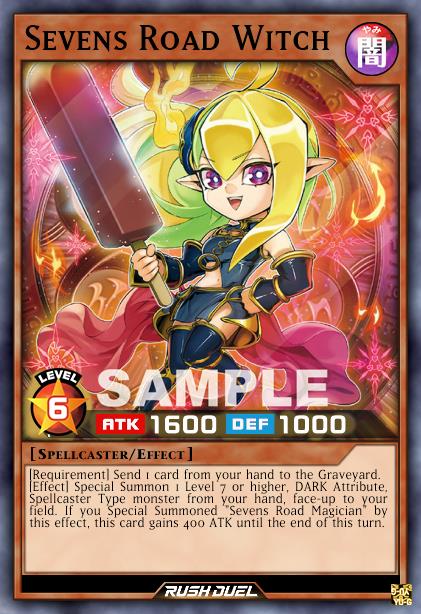 Sevens Road Witch
やみ
闇
LEVEL
6
SAMPLE
ATK 1600 DEF 1000
[Spellcaster/Effect]
[Requirement] Send 1 card from your hand to the Graveyard.
[Effect] Special Summon 1 Level 7 or higher, DARK Attribute,
Spellcaster Type monster from your hand, face-up to your
field. If you Special Summoned "Sevens Road Magician" by
this effect, this card gains 400 ATK until the end of this turn.
RUSH DUEL